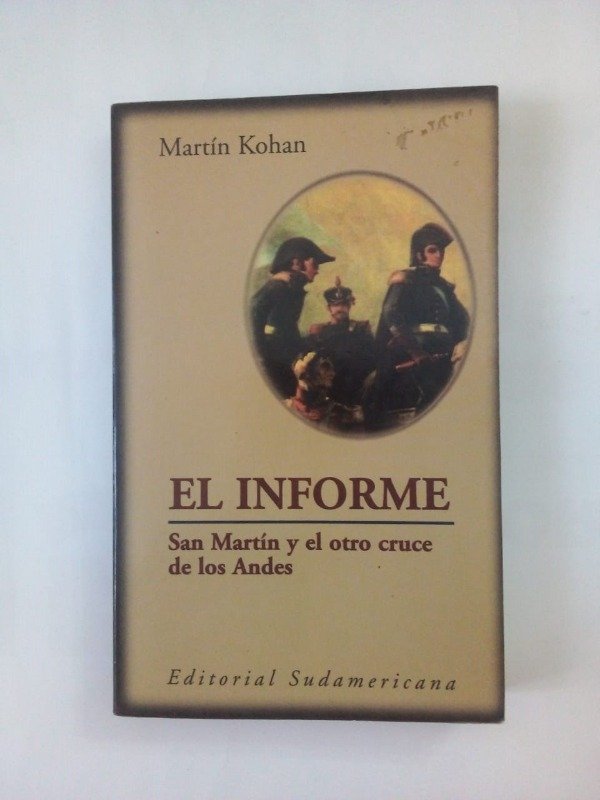 Martín Kohan
EL INFORME
San Martín y el otro cruce
de los Andes
Editorial Sudamericana